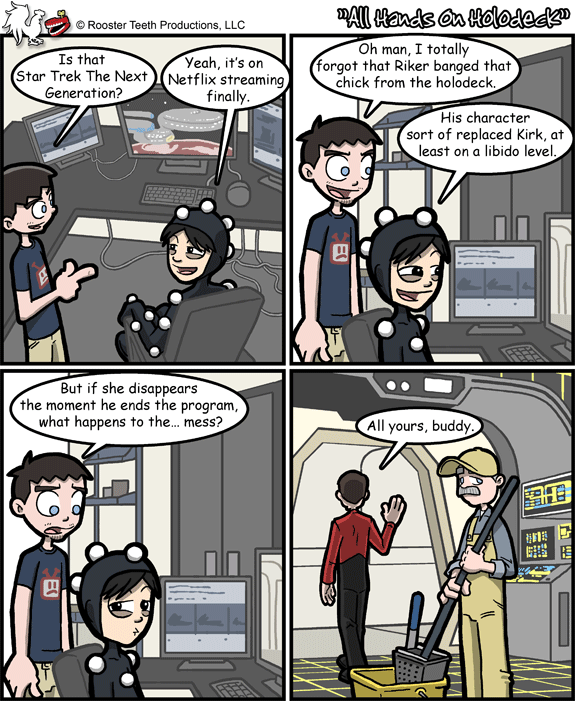 © Rooster Teeth Productions, LLC
"All Hands On Holodeck"
Is that
Star Trek The Next
Generation?
Yeah, it's on
Netflix streaming
finally.
Oh man, I totally
forgot that Riker banged that
chick from the holodeck.
His character
sort of replaced Kirk, at
least on a libido level.
But if she disappears
the moment he ends the program,
what happens to the... mess?
All yours, buddy.